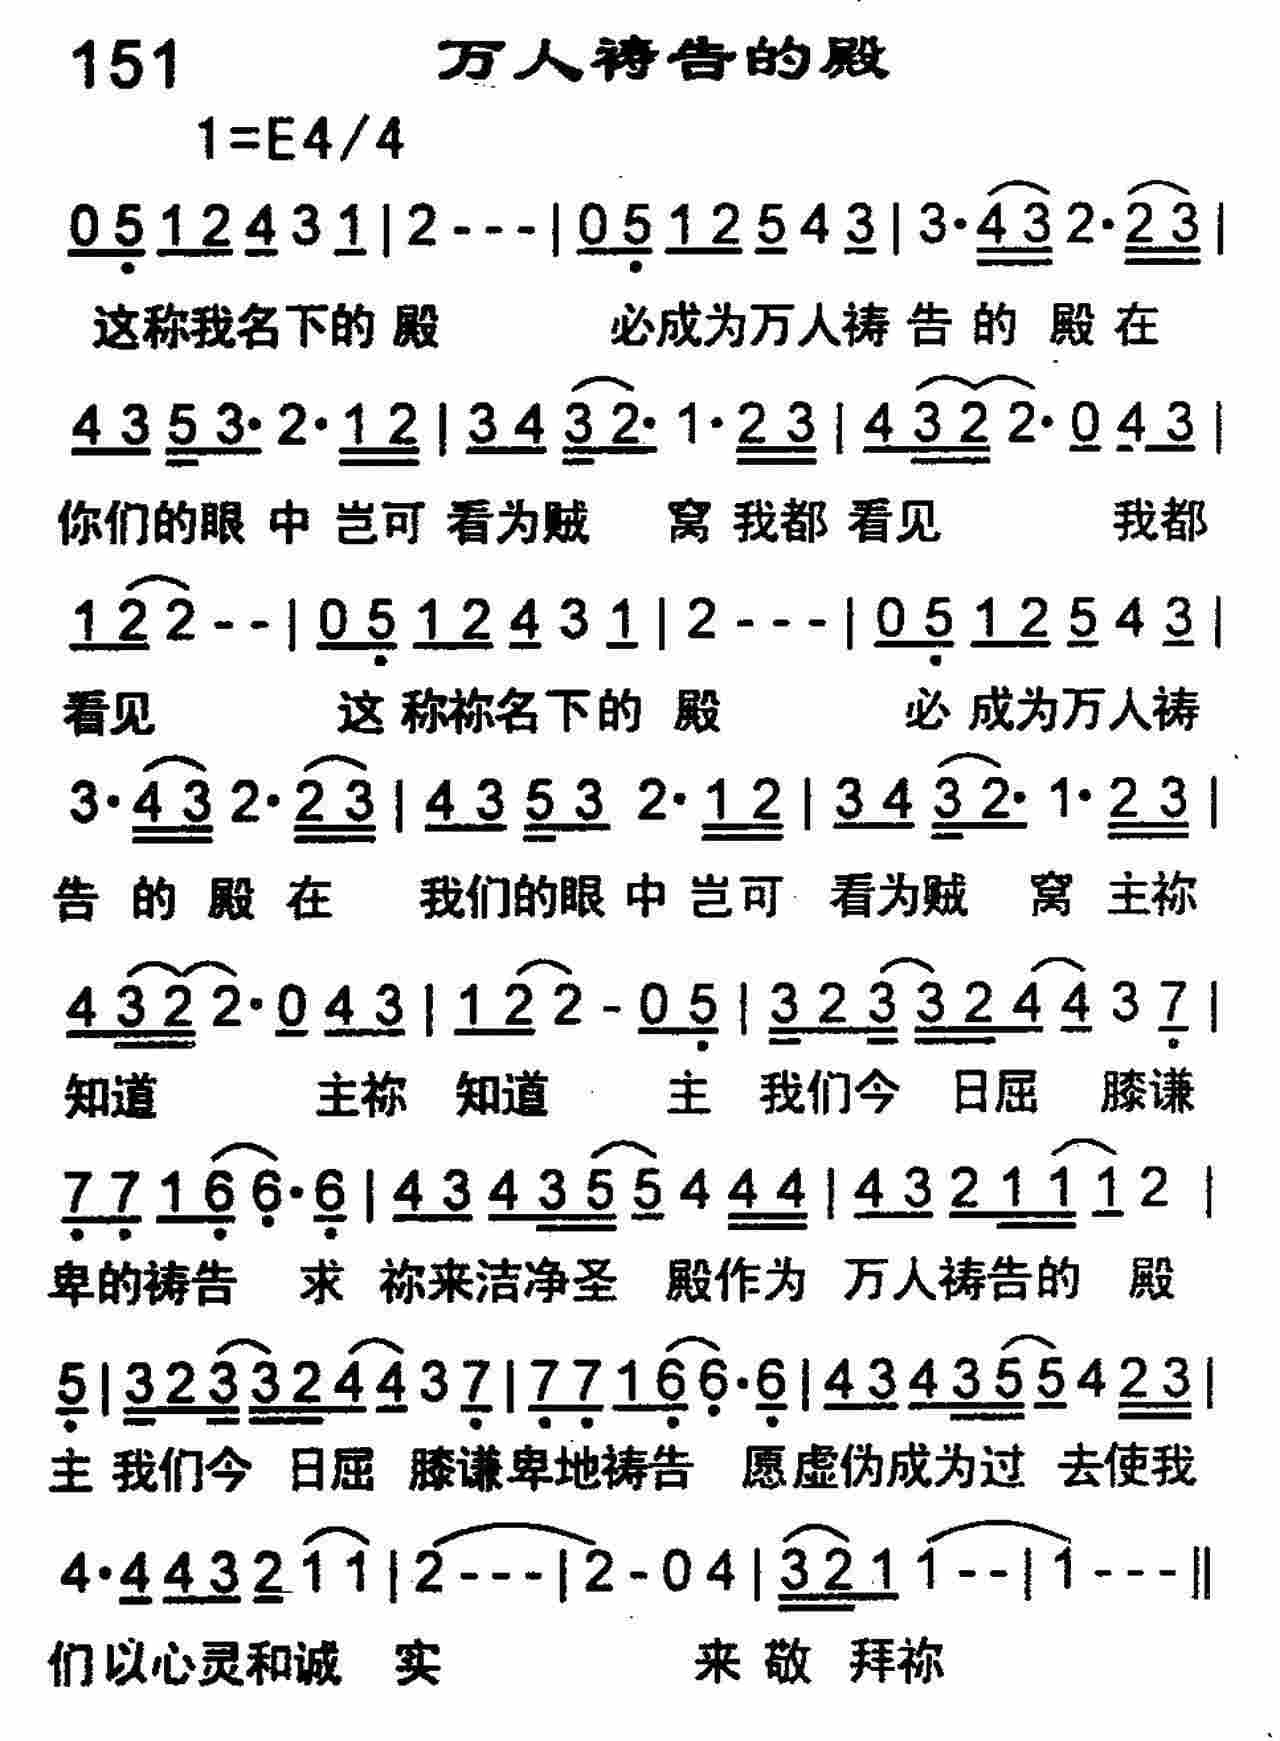 151 万人祷告的殿
1=E4/4
0 5 1 2 4 3 1 | 2 - - - | 0 5 1 2 5 4 3 | 3· 4 3 2· 2 3 |
这称我名下的 殿 必成为万人祷 告 的 殿 在
4 3 5 3· 2· 1 2 | 3 4 3 2· 1· 2 3 | 4 3 2 2· 0 4 3 |
你们的眼 中 岂可 看为贼 窝 我都 看见 我都
1 2 2 - - | 0 5 1 2 4 3 1 | 2 - - - | 0 5 1 2 5 4 3 |
看见 这 称祢名下的 殿 必 成为万人祷
3· 4 3 2· 2 3 | 4 3 5 3 2· 1 2 | 3 4 3 2· 1· 2 3 |
告 的 殿 在 我们的眼 中 岂可 看为贼 窝 主祢
4 3 2 2· 0 4 3 | 1 2 2 - 0 5 | 3 2 3 3 2 4 4 3 7 |
知道 主祢 知道 主 我们今 日屈 膝谦
7 7 1 6 6· 6 | 4 3 4 3 5 5 4 4 4 | 4 3 2 1 1 1 2 |
卑的祷告 求 祢来洁净圣 殿作为 万人祷告的 殿
5 | 3 2 3 3 2 4 4 3 7 | 7 7 1 6 6· 6 | 4 3 4 3 5 5 4 2 3 |
主 我们今 日屈 膝谦卑地祷告 愿虚伪成为过 去使我
4· 4 4 3 2 1 1 | 2 - - - | 2 - 0 4 | 3 2 1 1 - - | 1 - - - ‖
们以心灵和诚 实 来 敬 拜祢